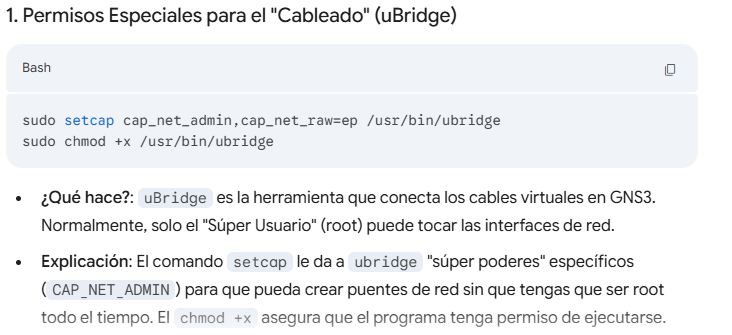 1. Permisos Especiales para el "Cableado" (uBridge)
Bash
sudo setcap cap_net_admin,cap_net_raw=ep /usr/bin/ubridge
sudo chmod +x /usr/bin/ubridge
• ¿Qué hace?: uBridge es la herramienta que conecta los cables virtuales en GNS3.
Normalmente, solo el "Súper Usuario" (root) puede tocar las interfaces de red.
• Explicación: El comando setcap le da a ubridge "súper poderes" específicos
(CAP_NET_ADMIN) para que pueda crear puentes de red sin que tengas que ser root
todo el tiempo. El chmod +x asegura que el programa tenga permiso de ejecutarse.